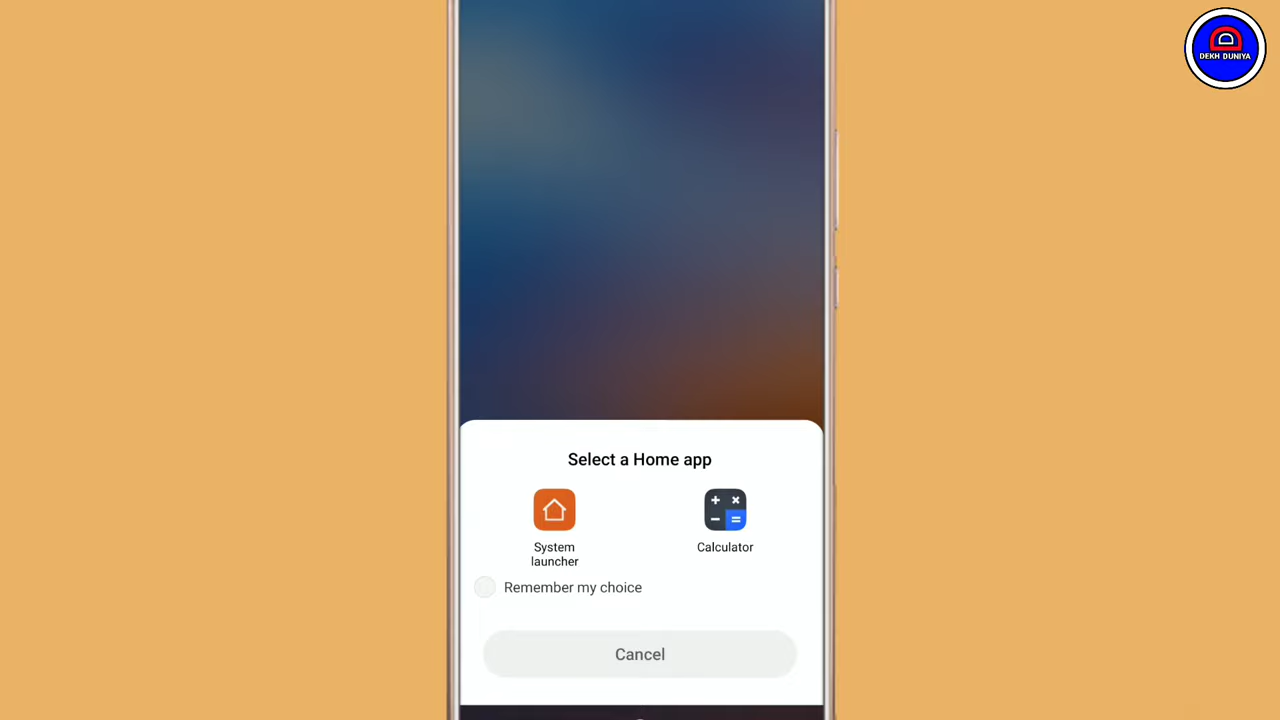 DEKH DUNIYA
Select a Home app
System
launcher
Calculator
Remember my choice
Cancel